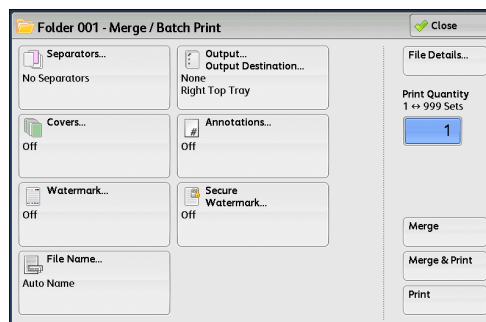 Folder 001 - Merge / Batch Print
Close
Separators...
No Separators
Output...
Output Destination...
None
Right Top Tray
File Details...
Print Quantity
1 ↔ 999 Sets
1
Covers...
Off
Annotations...
Off
Watermark...
Off
Secure
Watermark...
Off
File Name...
Auto Name
Merge
Merge & Print
Print